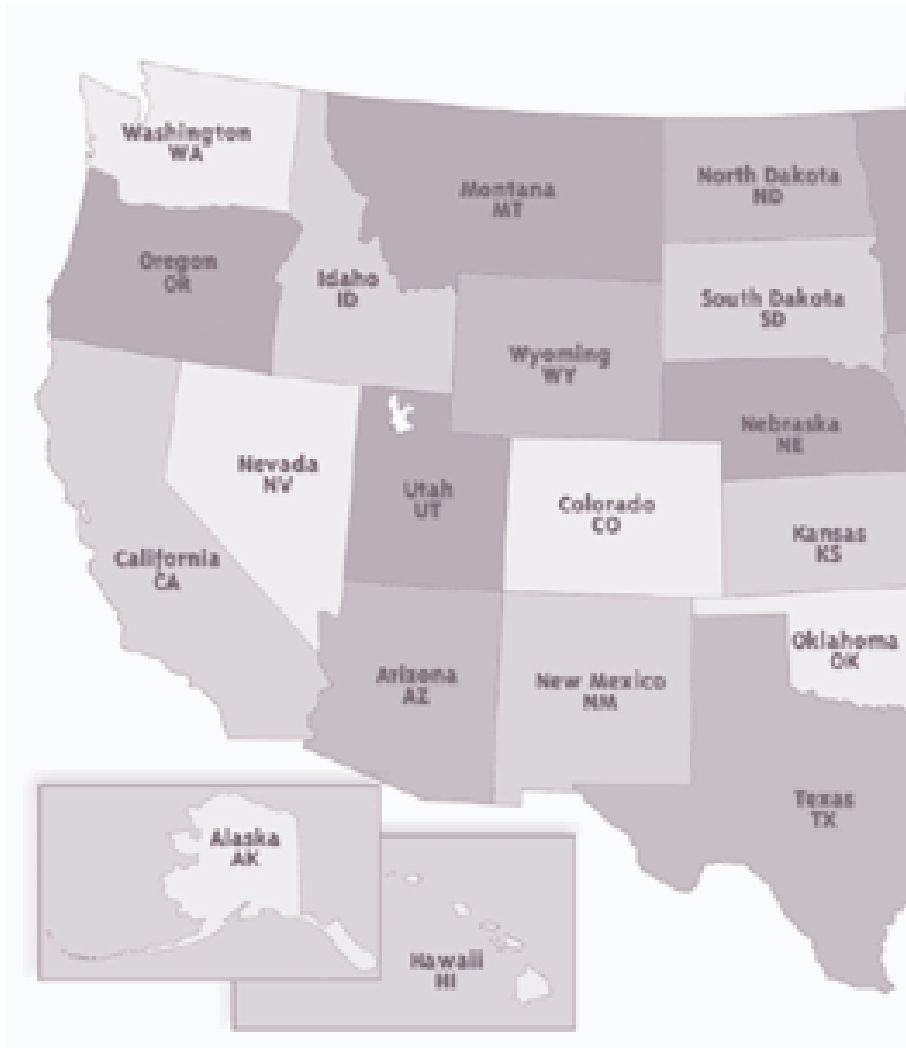 Washington
WA
Montana
MT
North Dakota
ND
Oregon
OR
Idaho
ID
South Dakota
SD
Wyoming
WY
Nebraska
NE
Nevada
NV
Utah
UT
Colorado
CO
Kansas
KS
California
CA
Oklahoma
OK
Arizona
AZ
New Mexico
NM
Texas
TX
Alaska
AK
Hawaii
HI